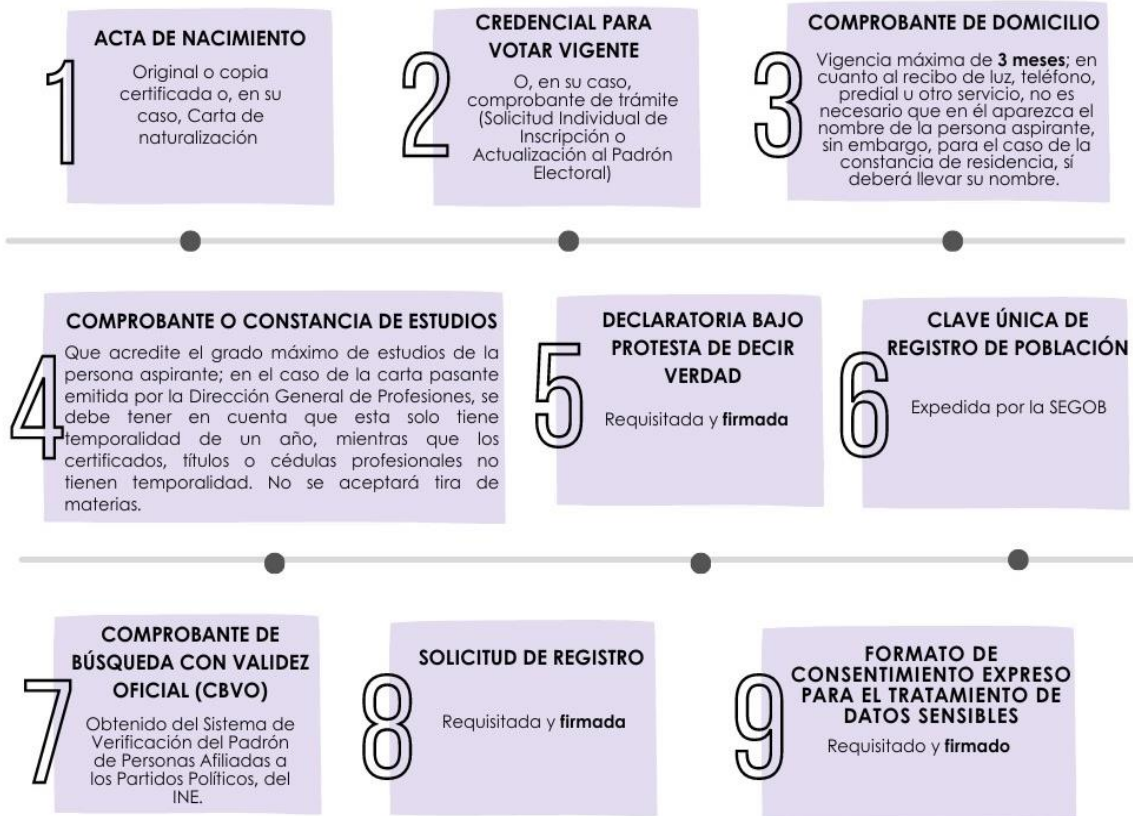 1
ACTA DE NACIMIENTO
Original o copia
certificada o, en su
caso, Carta de
naturalización
2
CREDENCIAL PARA
VOTAR VIGENTE
O, en su caso,
comprobante de trámite
(Solicitud Individual de
Inscripción o
Actualización al Padrón
Electoral)
3
COMPROBANTE DE DOMICILIO
Vigencia máxima de 3 meses; en
cuanto al recibo de luz, teléfono,
predial u otro servicio, no es
necesario que en él aparezca el
nombre de la persona aspirante,
sin embargo, para el caso de la
constancia de residencia, sí
deberá llevar su nombre.
4
COMPROBANTE O CONSTANCIA DE ESTUDIOS
Que acredite el grado máximo de estudios de la
persona aspirante; en el caso de la carta pasante
emitida por la Dirección General de Profesiones, se
debe tener en cuenta que esta solo tiene
temporalidad de un año, mientras que los
certificados, títulos o cédulas profesionales no
tienen temporalidad. No se aceptará tira de
materias.
5
DECLARATORIA BAJO
PROTESTA DE DECIR
VERDAD
Requisitada y firmada
6
CLAVE ÚNICA DE
REGISTRO DE POBLACIÓN
Expedida por la SEGOB
7
COMPROBANTE DE
BÚSQUEDA CON VALIDEZ
OFICIAL (CBVO)
Obtenido del Sistema de
Verificación del Padrón
de Personas Afiliadas a
los Partidos Políticos, del
INE.
8
SOLICITUD DE REGISTRO
Requisitada y firmada
9
FORMATO DE
CONSENTIMIENTO EXPRESO
PARA EL TRATAMIENTO DE
DATOS SENSIBLES
Requisitado y firmado